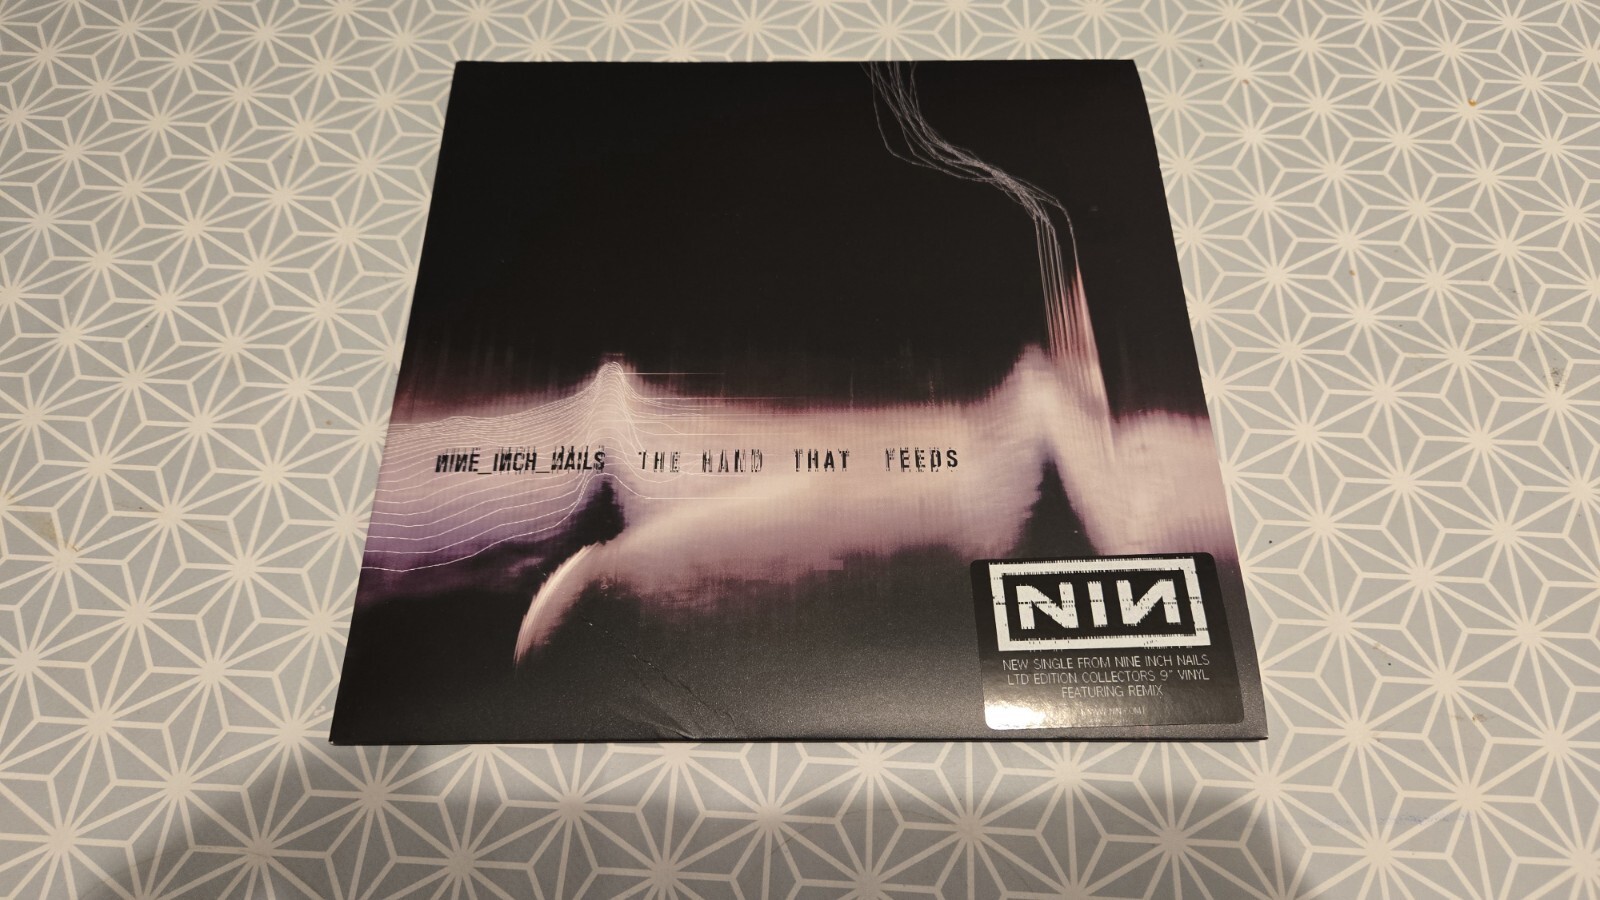 NINE_INCH_NAILS THE HAND THAT FEEDS
NIN
NEW SINGLE FROM NINE INCH NAILS
LTD EDITION COLLECTORS 9" VINYL
FEATURING REMIX